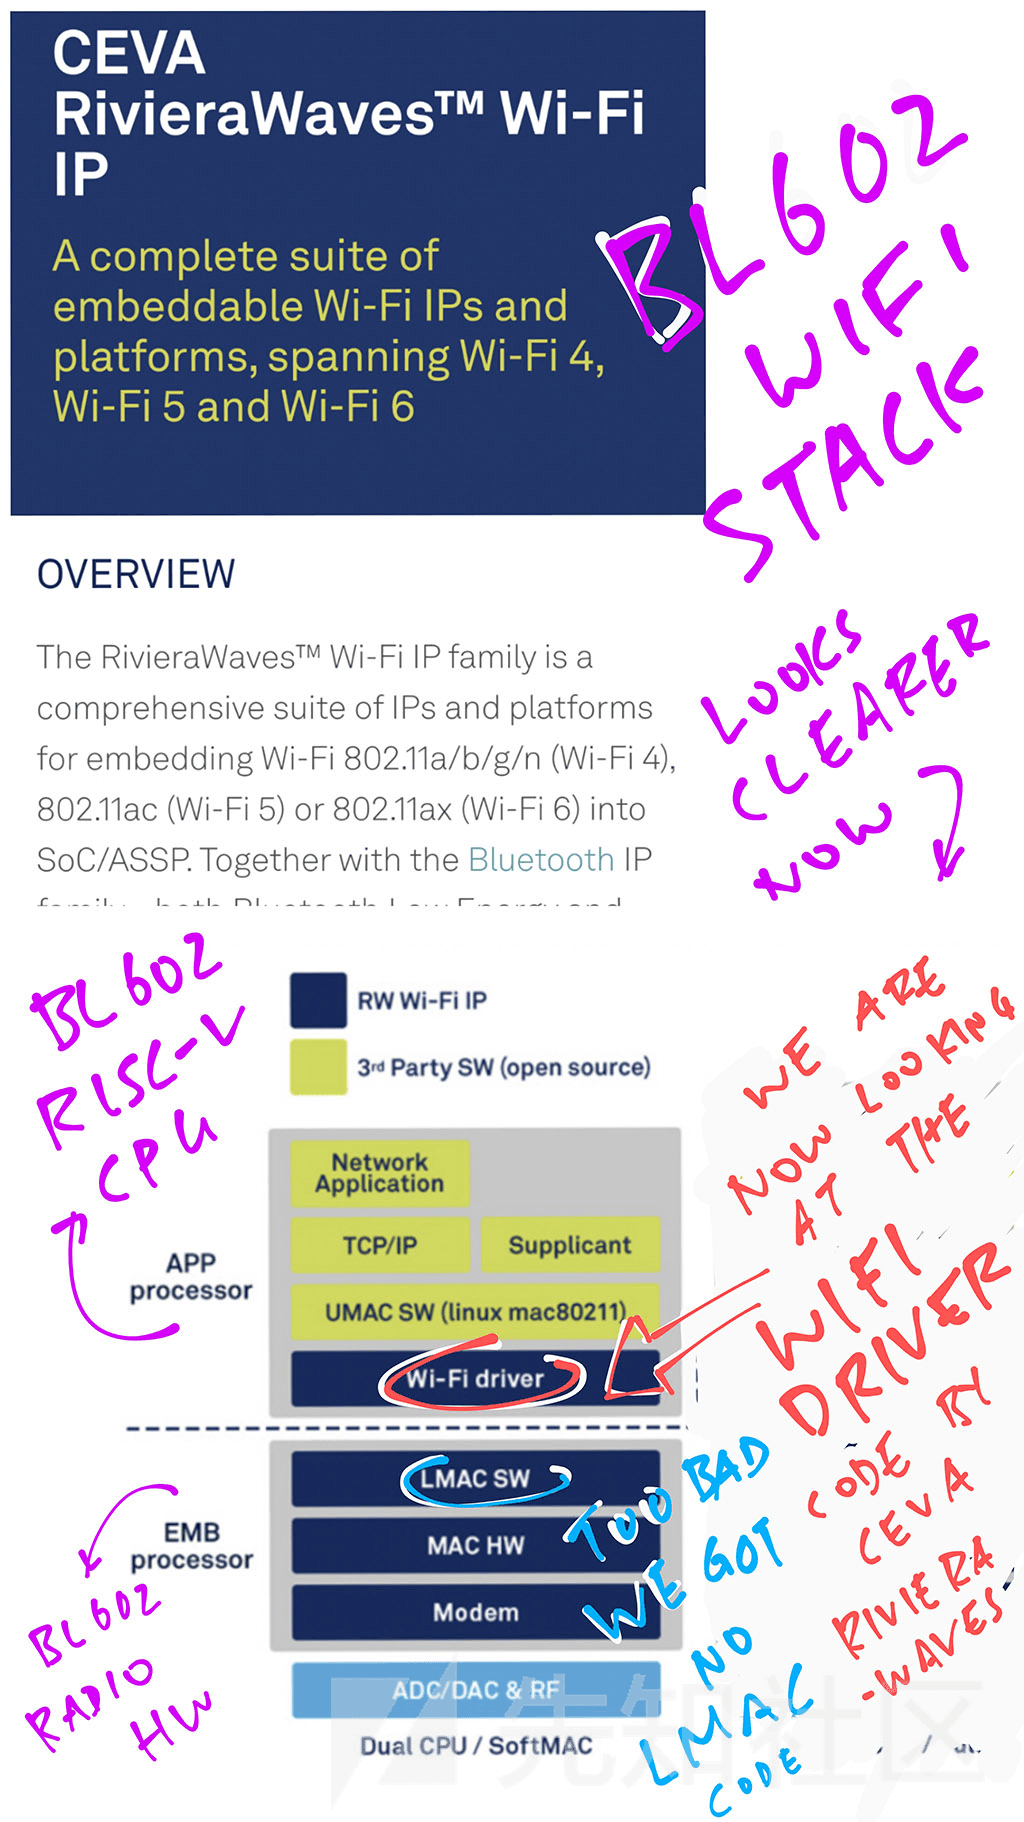 CEVA
RivieraWaves™ Wi-Fi
IP
A complete suite of
embeddable Wi-Fi IPs and
platforms, spanning Wi-Fi 4,
Wi-Fi 5 and Wi-Fi 6
BL602
WIFI
STACK
OVERVIEW
The RivieraWaves™ Wi-Fi IP family is a
comprehensive suite of IPs and platforms
for embedding Wi-Fi 802.11a/b/g/n (Wi-Fi 4),
802.11ac (Wi-Fi 5) or 802.11ax (Wi-Fi 6) into
SoC/ASSP. Together with the Bluetooth IP
family – both Bluetooth Low Energy and
LOOKS
CLEARER
NOW
BL602
RISC-V
CPU
RW Wi-Fi IP
3rd Party SW (open source)
Network
Application
TCP/IP
Supplicant
UMAC SW (linux mac80211)
Wi-Fi driver
APP
processor
LMAC SW
MAC HW
Modem
EMB
processor
ADC/DAC & RF
Dual CPU / SoftMAC
BL602
RADIO
HW
WE ARE
NOW LOOKING
AT THE
WIFI
DRIVER
CODE BY
CEVA
RIVIERA
-WAVES
TOO BAD
WE GOT
NO
LMAC
CODE
先知社区